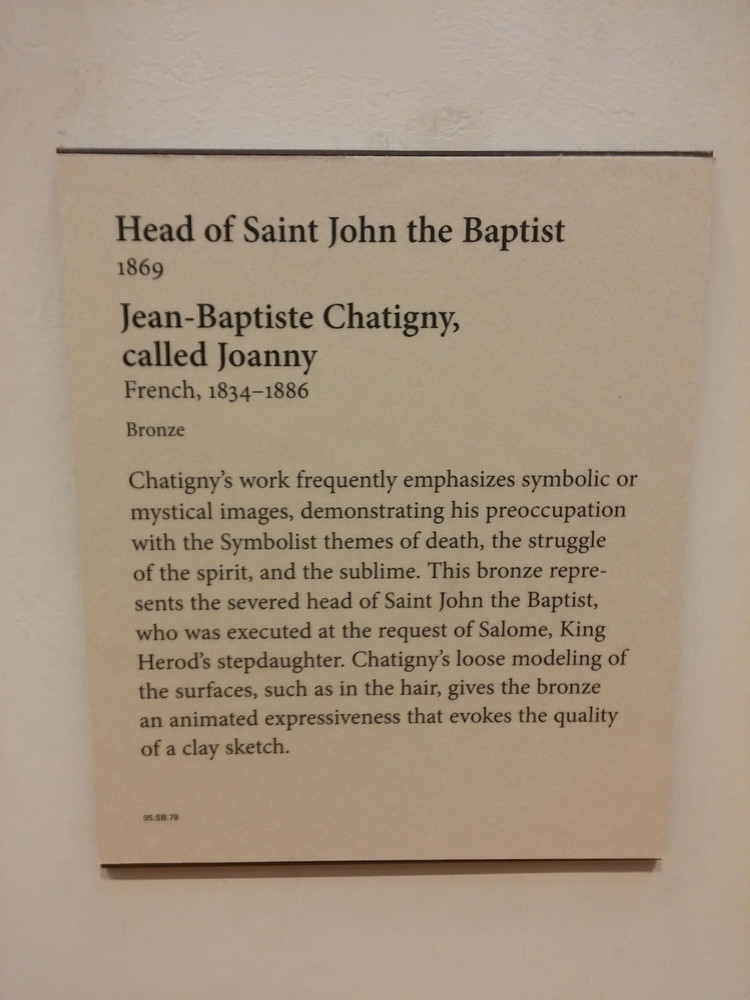 Head of Saint John the Baptist
1869
Jean-Baptiste Chatigny,
called Joanny
French, 1834–1886
Bronze
Chatigny's work frequently emphasizes symbolic or
mystical images, demonstrating his preoccupation
with the Symbolist themes of death, the struggle
of the spirit, and the sublime. This bronze repre-
sents the severed head of Saint John the Baptist,
who was executed at the request of Salome, King
Herod's stepdaughter. Chatigny's loose modeling of
the surfaces, such as in the hair, gives the bronze
an animated expressiveness that evokes the quality
of a clay sketch.
95.SB.78